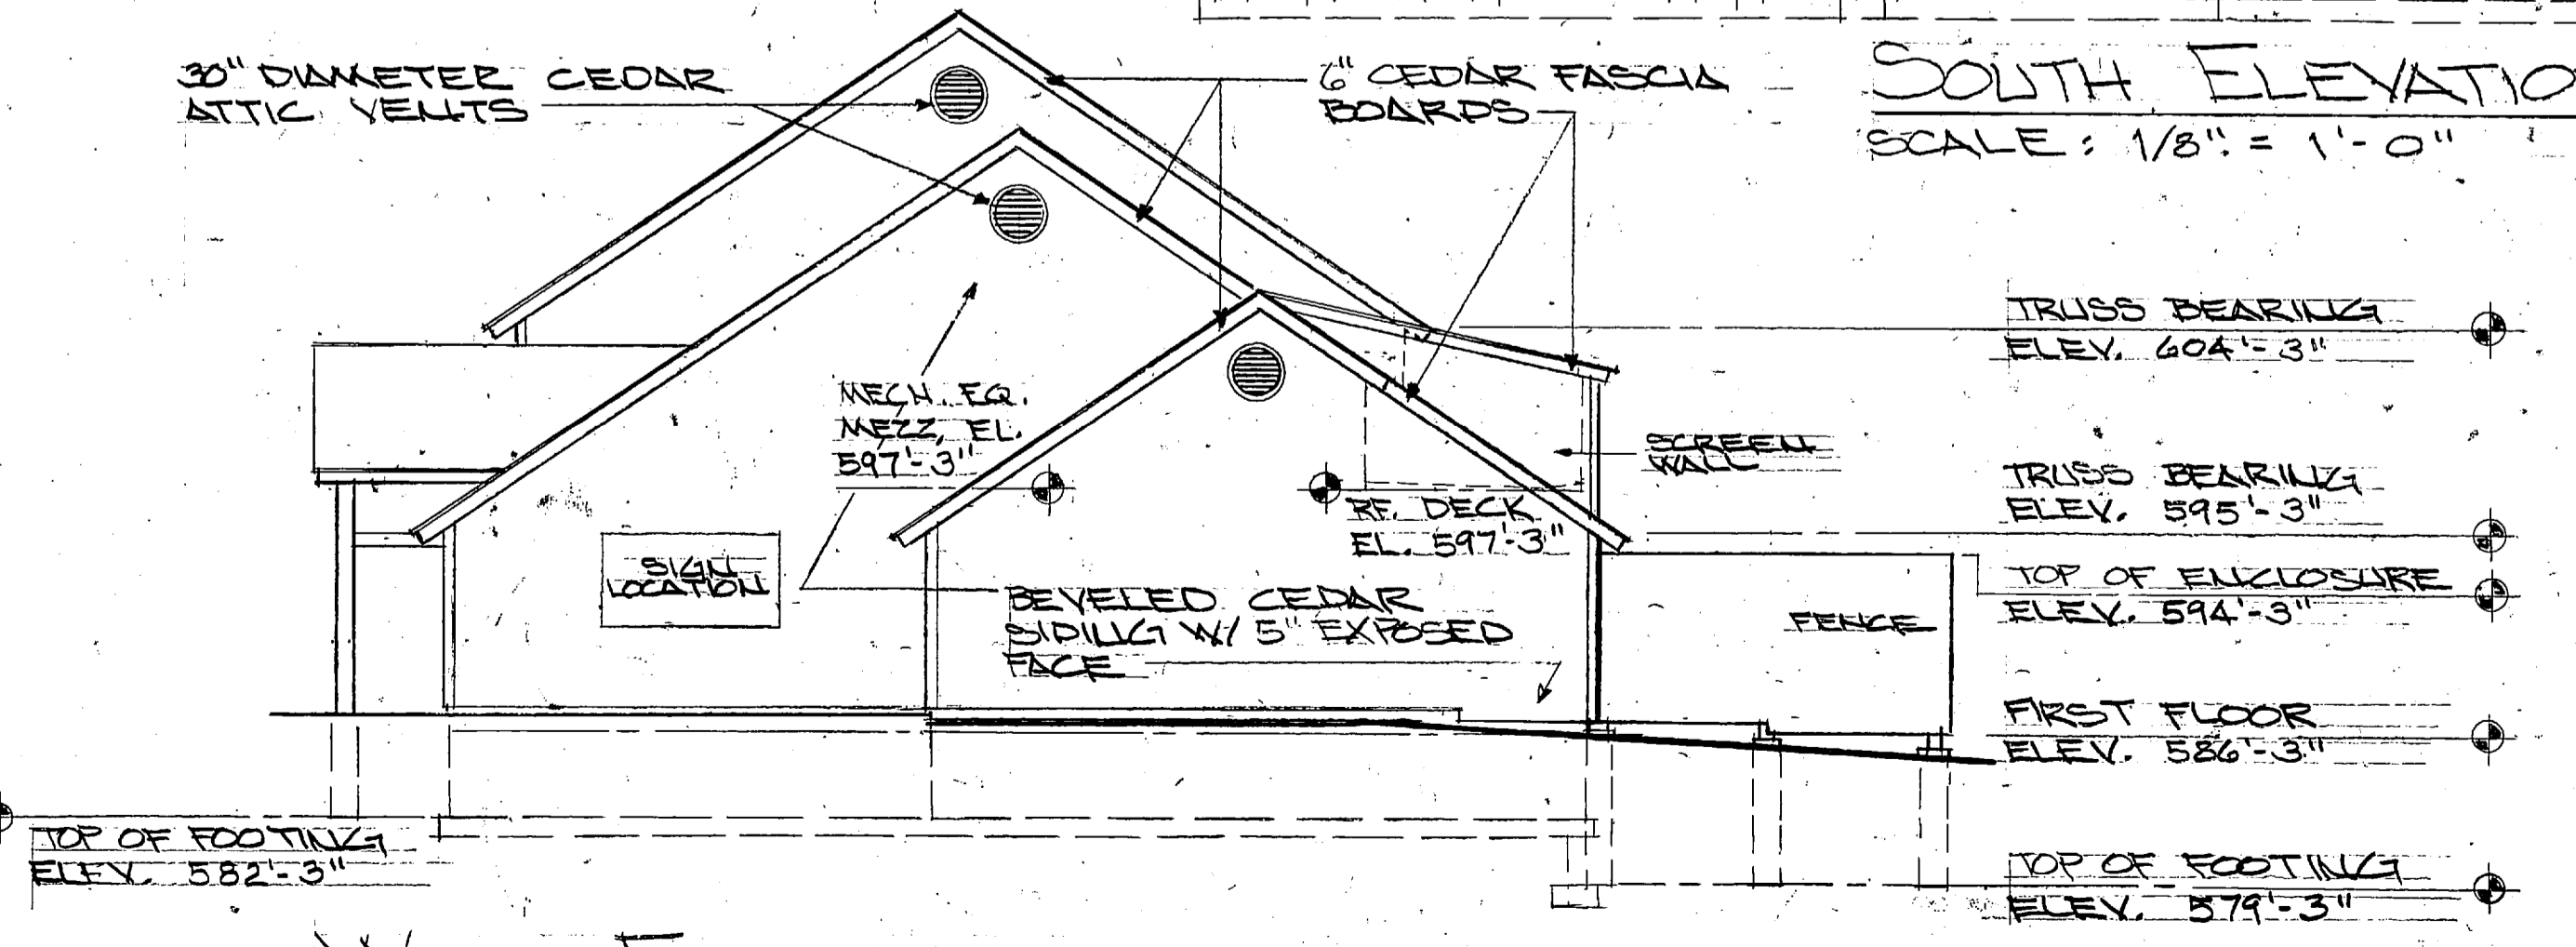 30" DIAMETER CEDAR
ATTIC VENTS
6" CEDAR FASCIA
BOARDS
SOUTH ELEVATIO
SCALE: 1/8" = 1'-0"
TRUSS BEARING
ELEV. 604'-3"
MECH. EQ.
MEZZ. EL.
597'-3"
SCREEN
WALL
TRUSS BEARING
ELEV. 595'-3"
RF. DECK
EL. 597'-3"
SIGN
LOCATION
BEVELED CEDAR
SIDING W/ 5" EXPOSED
FACE
FENCE
TOP OF ENCLOSURE
ELEV. 594'-3"
FIRST FLOOR
ELEV. 586'-3"
TOP OF FOOTING
ELEV. 582'-3"
TOP OF FOOTING
ELEV. 579'-3"